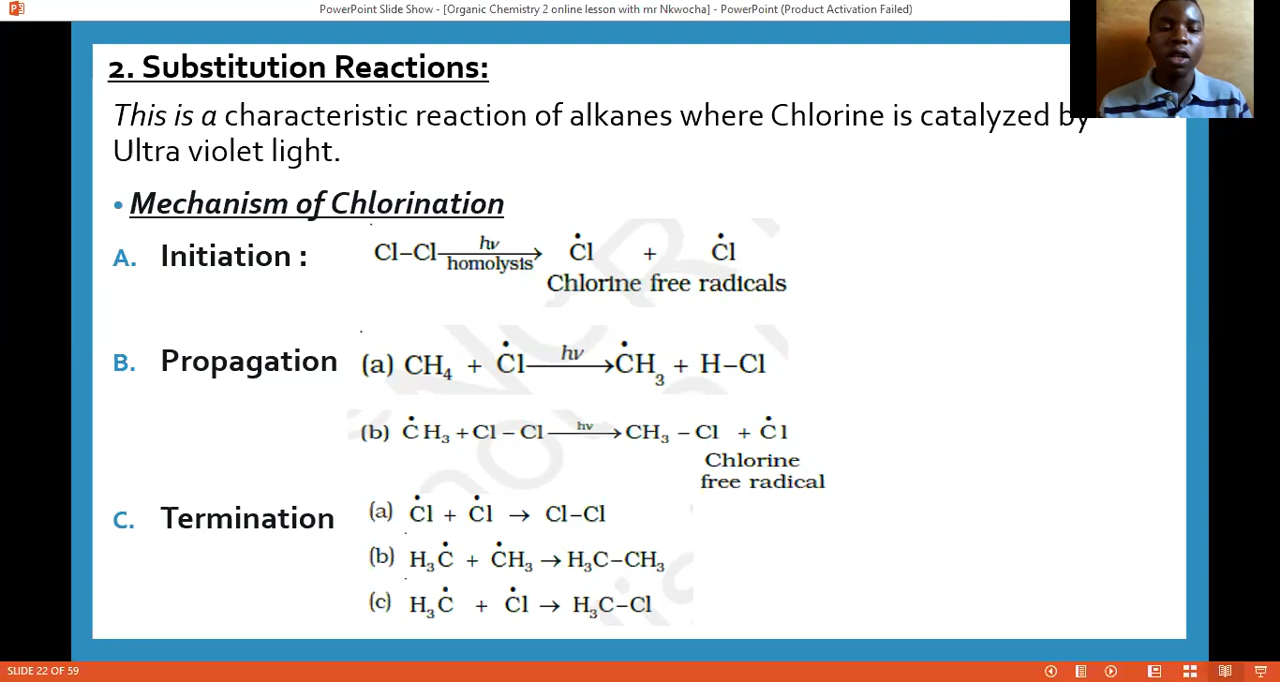 PowerPoint Slide Show - [Organic Chemistry 2 online lesson with mr Nkwocha] - PowerPoint (Product Activation Failed)
2. Substitution Reactions:
This is a characteristic reaction of alkanes where Chlorine is catalyzed by
Ultra violet light.
• Mechanism of Chlorination
A. Initiation : Cl–Cl hν homolysis → Ċl + Ċl
Chlorine free radicals
B. Propagation (a) CH₄ + Ċl hν → ĊH₃ + H–Cl
(b) ĊH₃ + Cl – Cl hv → CH₃ – Cl + Ċl
Chlorine
free radical
C. Termination (a) Ċl + Ċl → Cl–Cl
(b) H₃Ċ + ĊH₃ → H₃C–CH₃
(c) H₃Ċ + Ċl → H₃C–Cl
SLIDE 22 OF 59